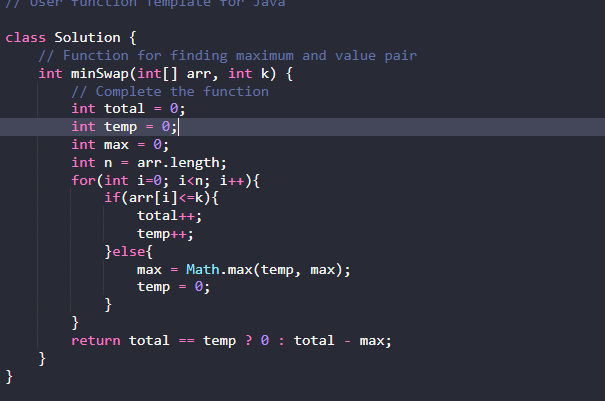 // User function Template for Java
class Solution {
    // Function for finding maximum and value pair
    int minSwap(int[] arr, int k) {
        // Complete the function
        int total = 0;
        int temp = 0;
        int max = 0;
        int n = arr.length;
        for(int i=0; i<n; i++){
            if(arr[i]<=k){
                total++;
                temp++;
            }else{
                max = Math.max(temp, max);
                temp = 0;
            }
        }
        return total == temp ? 0 : total - max;
    }
}